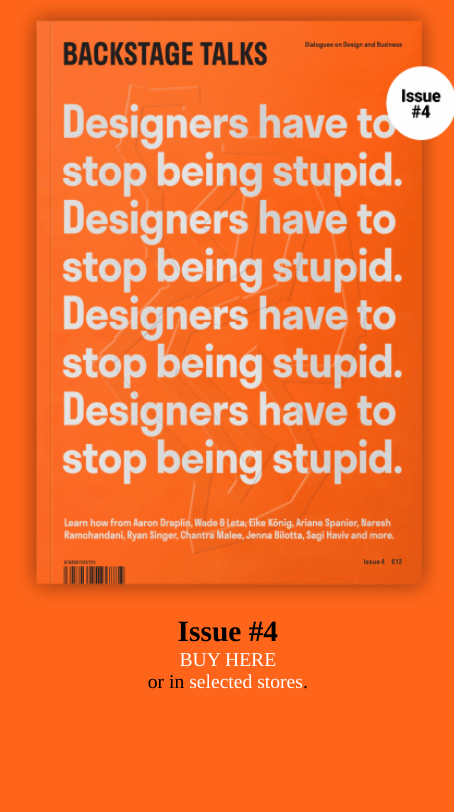 BACKSTAGE TALKS
Dialogues on Design and Business
Issue
#4
Designers have to
stop being stupid.
Designers have to
stop being stupid.
Designers have to
stop being stupid.
Designers have to
stop being stupid.
Learn how from Aaron Draplin, Wade & Leta, Eike König, Ariane Spanier, Naresh
Ramchandani, Ryan Singer, Chantra Malee, Jenna Bilotta, Sagi Haviv and more.
Issue 4 €12
Issue #4
BUY HERE
or in selected stores.